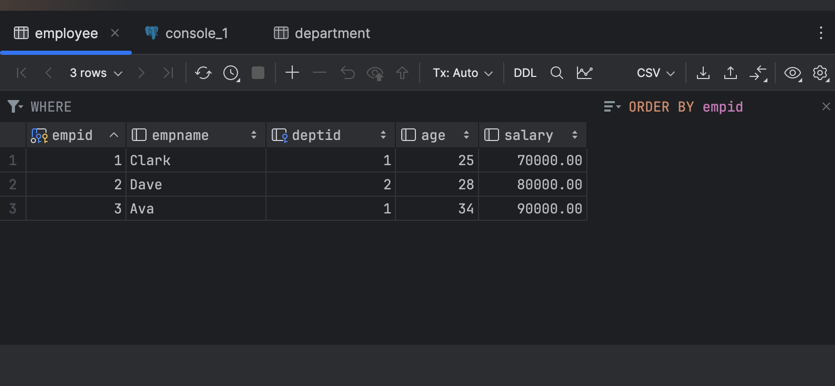 employee console_1 department
3 rows Tx: Auto DDL CSV
WHERE ORDER BY empid
empid empname deptid age salary
1 1 Clark 1 25 70000.00
2 2 Dave 2 28 80000.00
3 3 Ava 1 34 90000.00